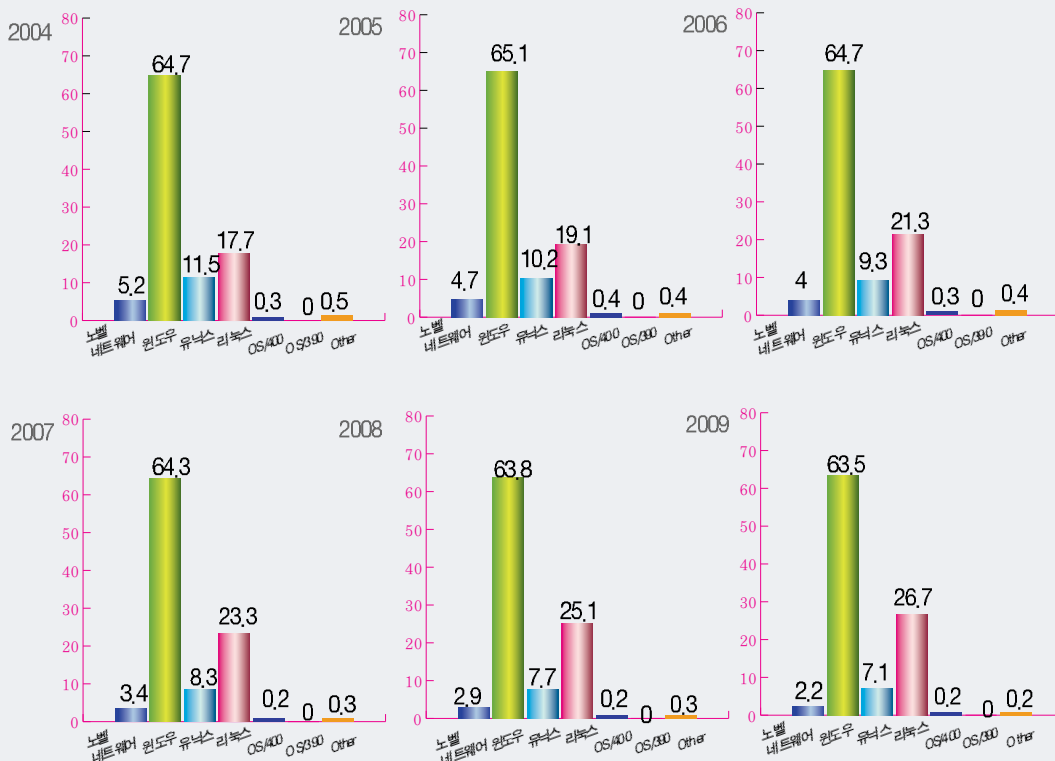 2004
80
70
60
50
40
30
20
10
0
5.2
64.7
11.5
17.7
0.3
0
0.5
노벨
네트웨어
윈도우
유닉스
리눅스
OS/400
OS/390
Other
2005
80
70
60
50
40
30
20
10
0
4.7
65.1
10.2
19.1
0.4
0
0.4
노벨
네트웨어
윈도우
유닉스
리눅스
OS/400
OS/390
Other
2006
80
70
60
50
40
30
20
10
0
4
64.7
9.3
21.3
0.3
0
0.4
노벨
네트웨어
윈도우
유닉스
리눅스
OS/400
OS/390
Other
2007
80
70
60
50
40
30
20
10
0
3.4
64.3
8.3
23.3
0.2
0
0.3
노벨
네트웨어
윈도우
유닉스
리눅스
OS/400
OS/390
Other
2008
80
70
60
50
40
30
20
10
0
2.9
63.8
7.7
25.1
0.2
0
0.3
노벨
네트웨어
윈도우
유닉스
리눅스
OS/400
OS/390
Other
2009
80
70
60
50
40
30
20
10
0
2.2
63.5
7.1
26.7
0.2
0
0.2
노벨
네트웨어
윈도우
유닉스
리눅스
OS/400
OS/390
Other